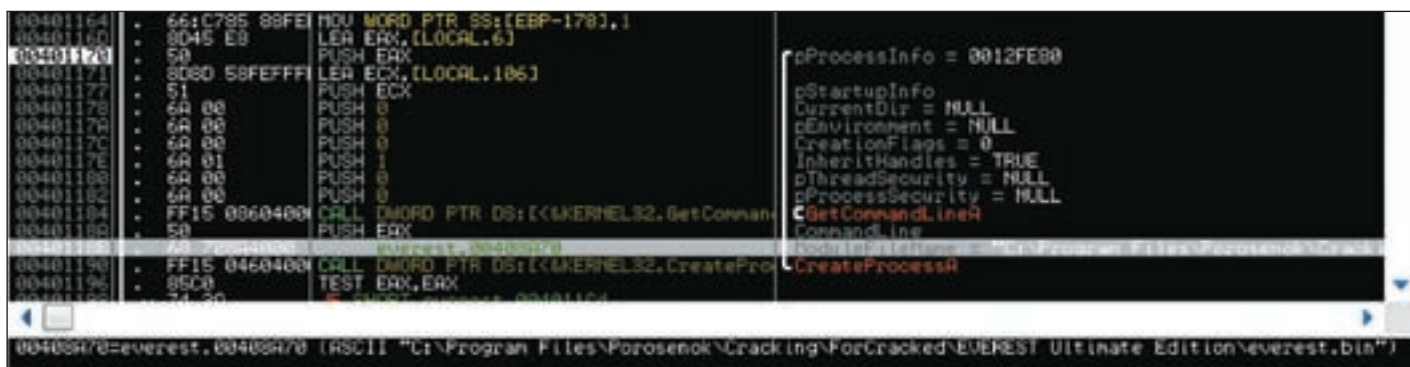 00401164 . 66:C785 88FEI MOV WORD PTR SS:[EBP-178],1
0040116D . 8D45 E8 LEA EAX,[LOCAL.6]
00401170 . 50 PUSH EAX pProcessInfo = 0012FE80
00401171 . 8D8D 58FEFFFI LEA ECX,[LOCAL.106]
00401177 . 51 PUSH ECX pStartupInfo
00401178 . 6A 00 PUSH 0 CurrentDir = NULL
0040117A . 6A 00 PUSH 0 pEnvironment = NULL
0040117C . 6A 00 PUSH 0 CreationFlags = 0
0040117E . 6A 01 PUSH 1 InheritHandles = TRUE
00401180 . 6A 00 PUSH 0 pThreadSecurity = NULL
00401182 . 6A 00 PUSH 0 pProcessSecurity = NULL
00401184 . FF15 08604000 CALL DWORD PTR DS:[<&KERNEL32.GetComman GetCommandLineA
0040118A . 50 PUSH EAX CommandLine
everest.00408A70 ModuleFileName = "C:\Program Files\Porosenok\Cracki
00401190 . FF15 04604000 CALL DWORD PTR DS:[<&KERNEL32.CreatePro CreateProcessA
00401196 . 85C0 TEST EAX,EAX
SHORT
00408A70=everest.00408A70 (ASCII "C:\Program Files\Porosenok\Cracking\ForCracked\EVEREST Ultimate Edition\everest.bin")